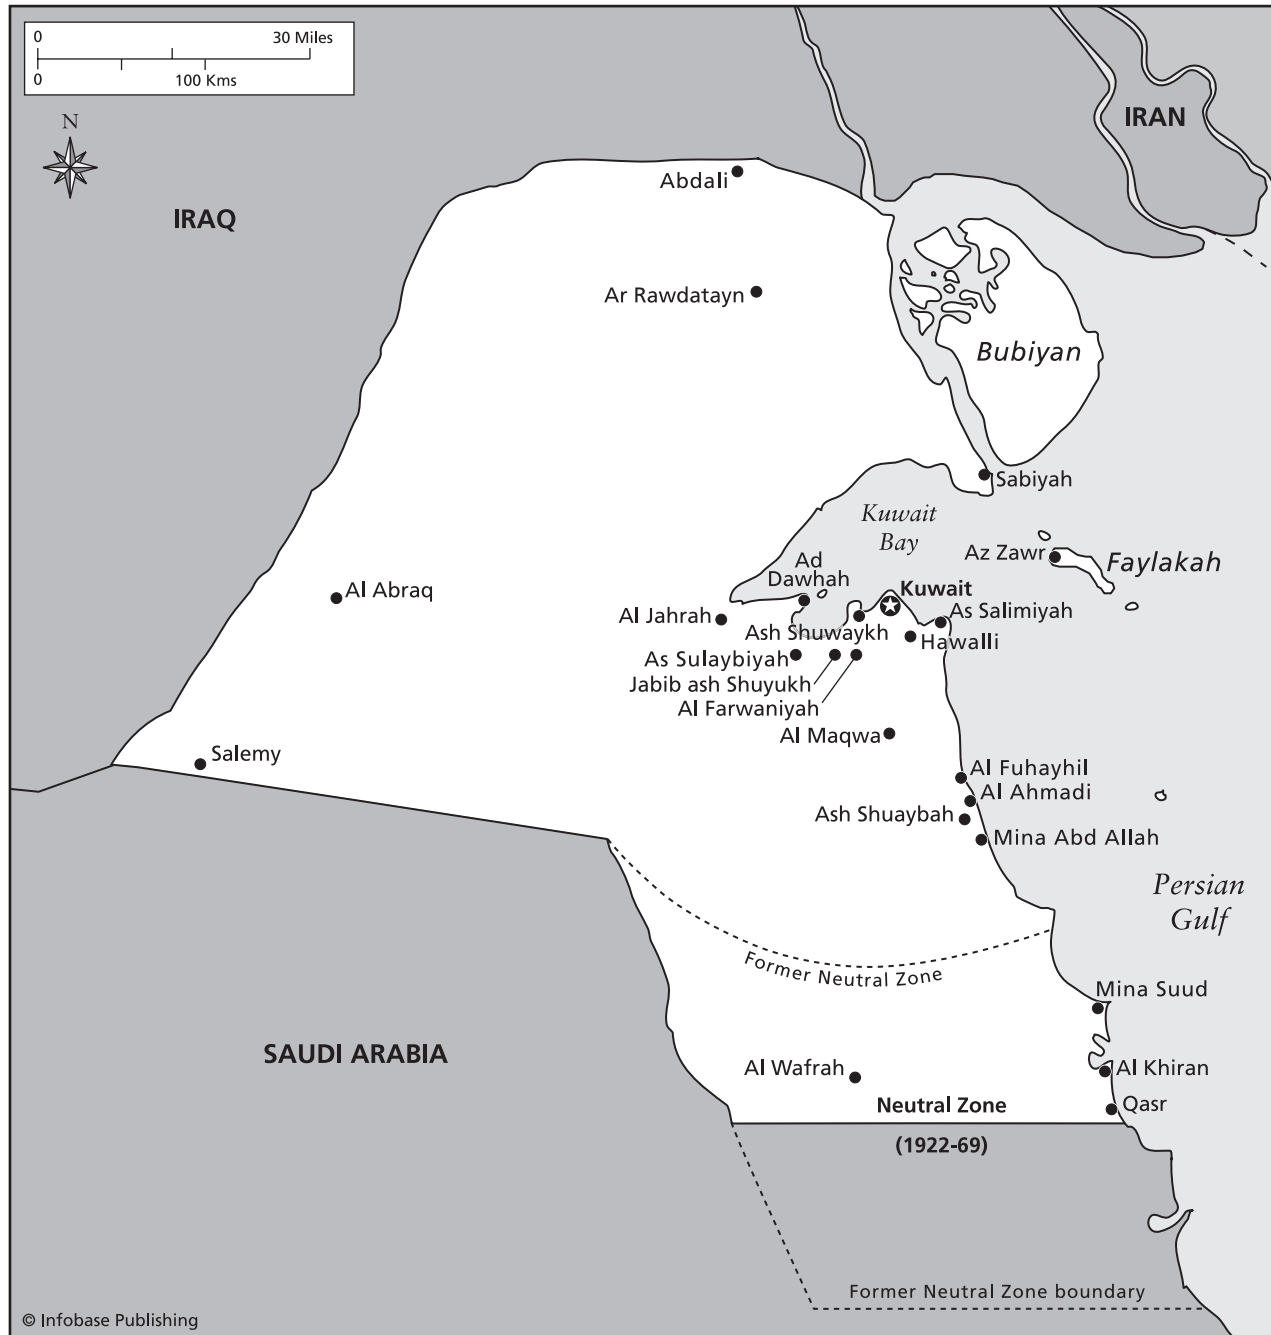 0
30 Miles
0
100 Kms
N
IRAN
IRAQ
Abdali
Ar Rawdatayn
Bubiyan
Sabiyah
Kuwait
Bay
Az Zawr
Faylakah
Ad
Dawhah
Kuwait
Al Abraq
Al Jahrah
As Salimiyah
Ash Shuwaykh
Hawalli
As Sulaybiyah
Jabib ash Shuyukh
Al Farwaniyah
Al Maqwa
Salemy
Al Fuhayhil
Al Ahmadi
Ash Shuaybah
Mina Abd Allah
Persian
Gulf
Former Neutral Zone
Mina Suud
SAUDI ARABIA
Al Wafrah
Al Khiran
Neutral Zone
Qasr
(1922-69)
Former Neutral Zone boundary
© Infobase Publishing